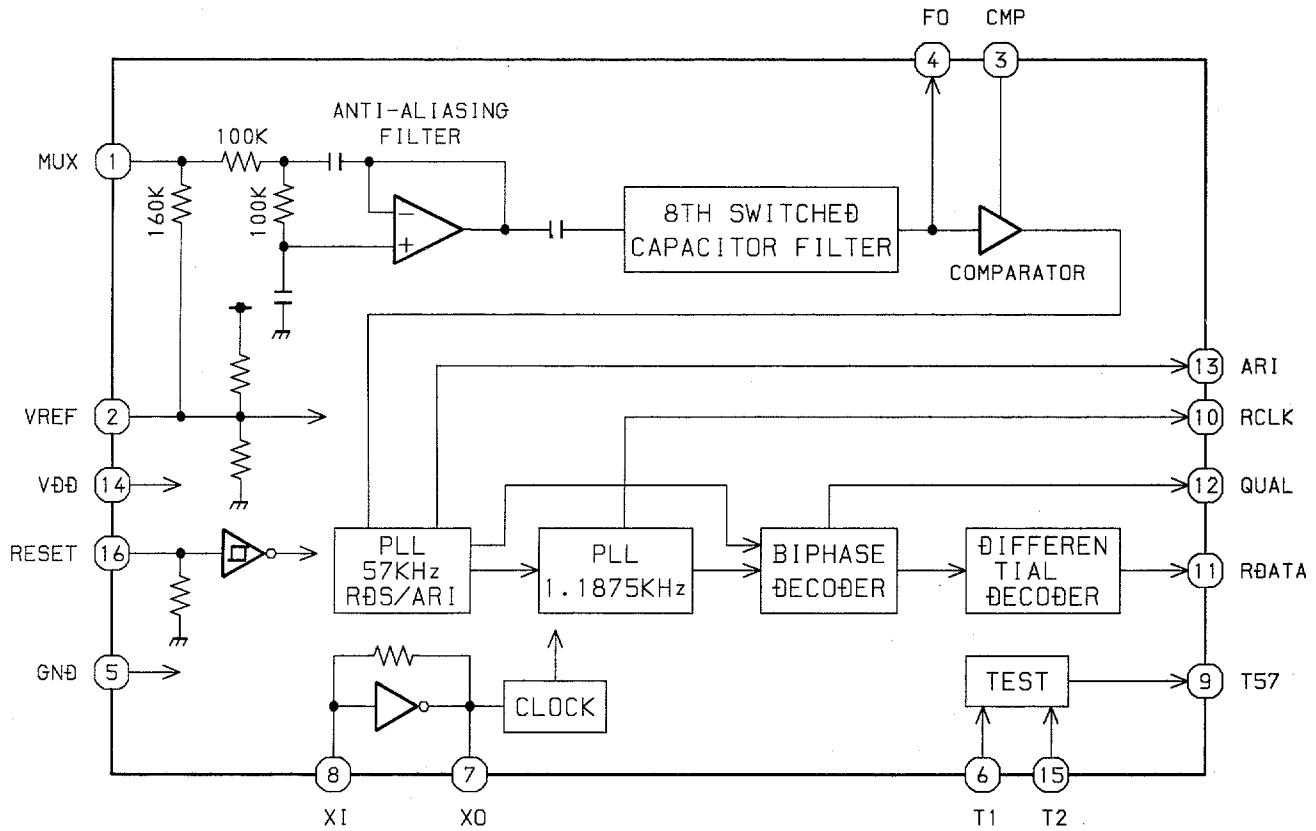 FO CMP
4 3
ANTI-ALIASING
FILTER
100K
MUX 1
160K
100K
−
+
8TH SWITCHED
CAPACITOR FILTER
COMPARATOR
13 ARI
VREF 2
10 RCLK
VDD 14
12 QUAL
RESET 16
PLL
57KHz
RDS/ARI
PLL
1.1875KHz
BIPHASE
DECODER
DIFFEREN
TIAL
DECODER
11 RDATA
GND 5
CLOCK
TEST
9 T57
8 7 6 15
XI XO T1 T2